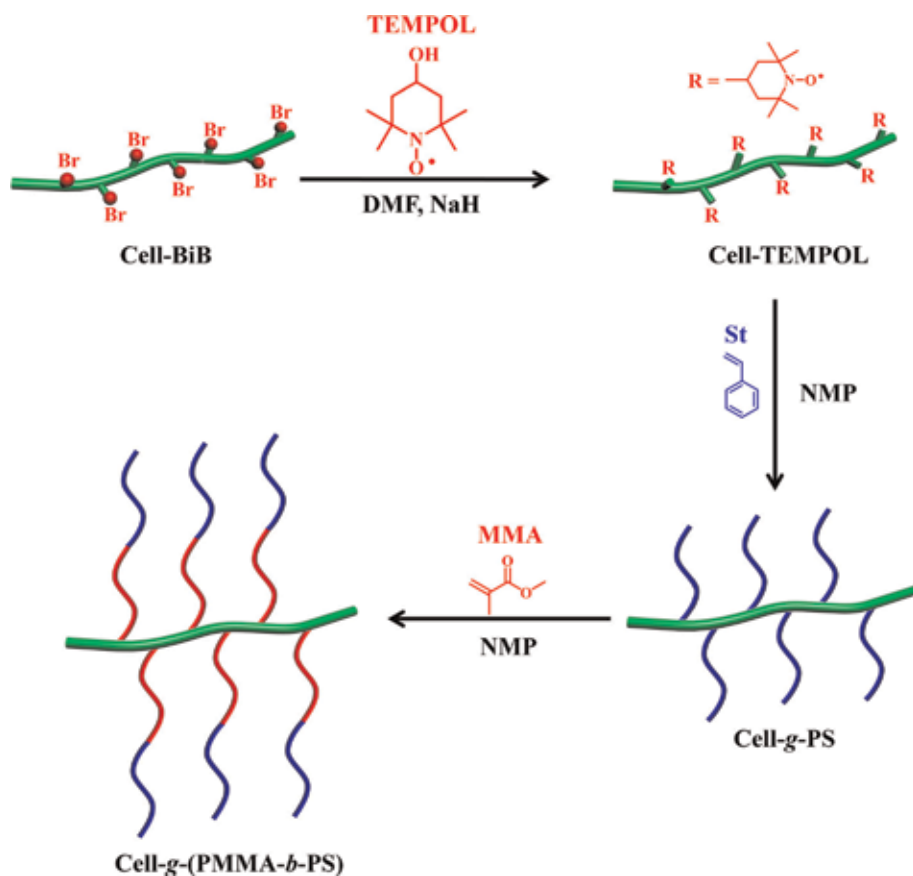 TEMPOL
OH
N
O•
Br Br Br Br
Br Br Br
DMF, NaH
Cell-BiB
R = N–O•
R R R R
R R R R
Cell-TEMPOL
St
NMP
MMA
O
O
NMP
Cell-g-PS
Cell-g-(PMMA-b-PS)